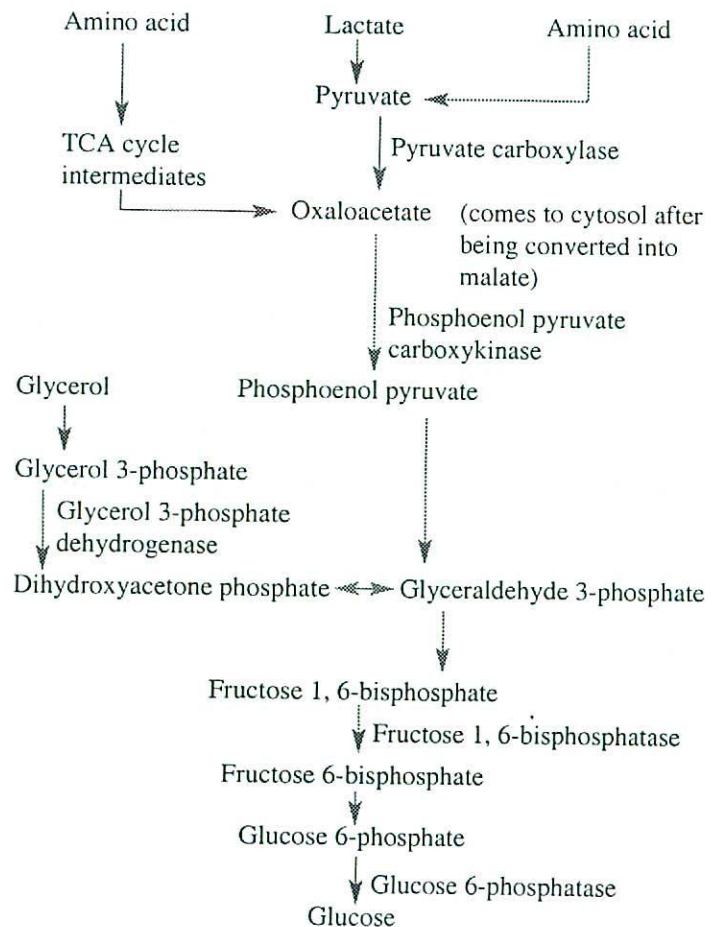 Amino acid
Lactate
Amino acid
Pyruvate
Pyruvate carboxylase
TCA cycle
intermediates
Oxaloacetate (comes to cytosol after
being converted into
malate)
Phosphoenol pyruvate
carboxykinase
Glycerol
Phosphoenol pyruvate
Glycerol 3-phosphate
Glycerol 3-phosphate
dehydrogenase
Dihydroxyacetone phosphate
Glyceraldehyde 3-phosphate
Fructose 1, 6-bisphosphate
Fructose 1, 6-bisphosphatase
Fructose 6-bisphosphate
Glucose 6-phosphate
Glucose 6-phosphatase
Glucose